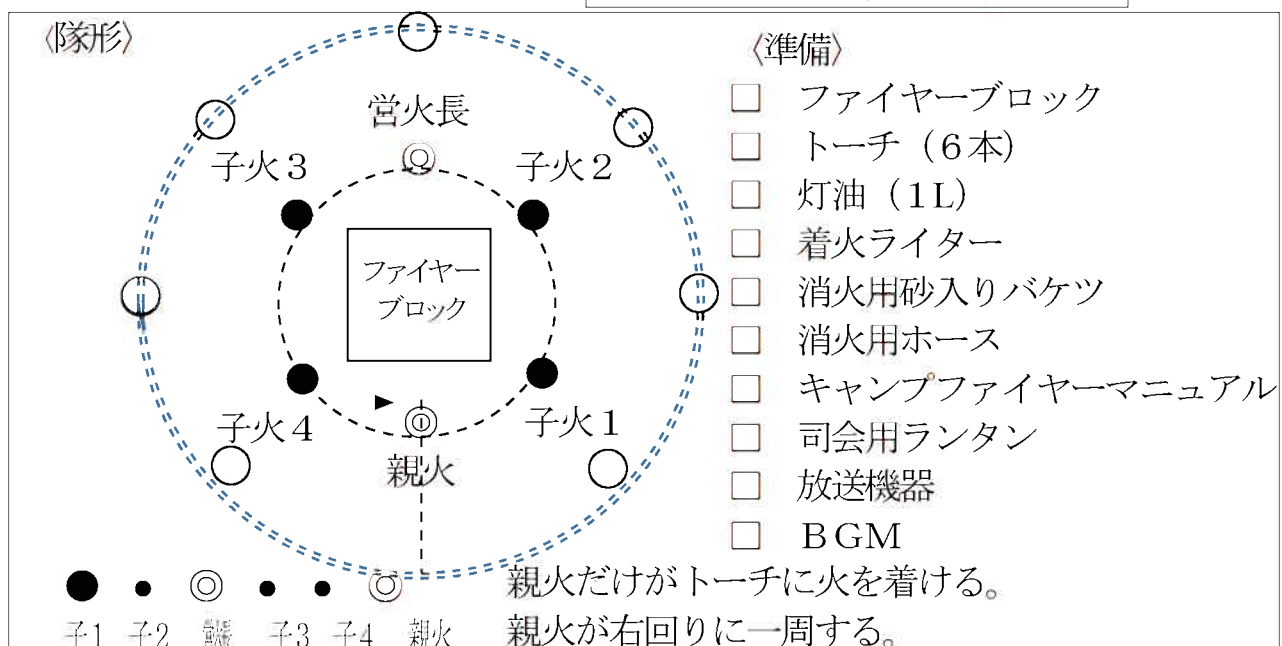 〈隊形〉
営火長
子火3
子火2
ファイヤー
ブロック
子火4
子火1
親火
〈準備〉
□ ファイヤーブロック
□ トーチ(6本)
□ 灯油(1L)
□ 着火ライター
□ 消火用砂入りバケツ
□ 消火用ホース
□ キャンプファイヤーマニュアル
□ 司会用ランタン
□ 放送機器
□ BGM
親火だけがトーチに火を着ける。
子1 子2 子3 子4 親火
親火が右回りに一周する。